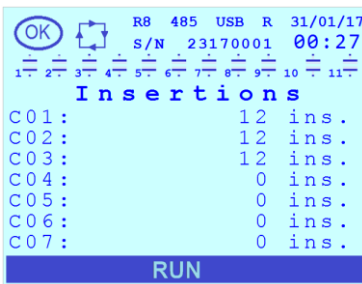 OK R8 485 USB R 31/01/17
S/N 23170001 00:27
1 2 3 4 5 6 7 8 9 10 11
Insertions
C01: 12 ins.
C02: 12 ins.
C03: 12 ins.
C04: 0 ins.
C05: 0 ins.
C06: 0 ins.
C07: 0 ins.
RUN